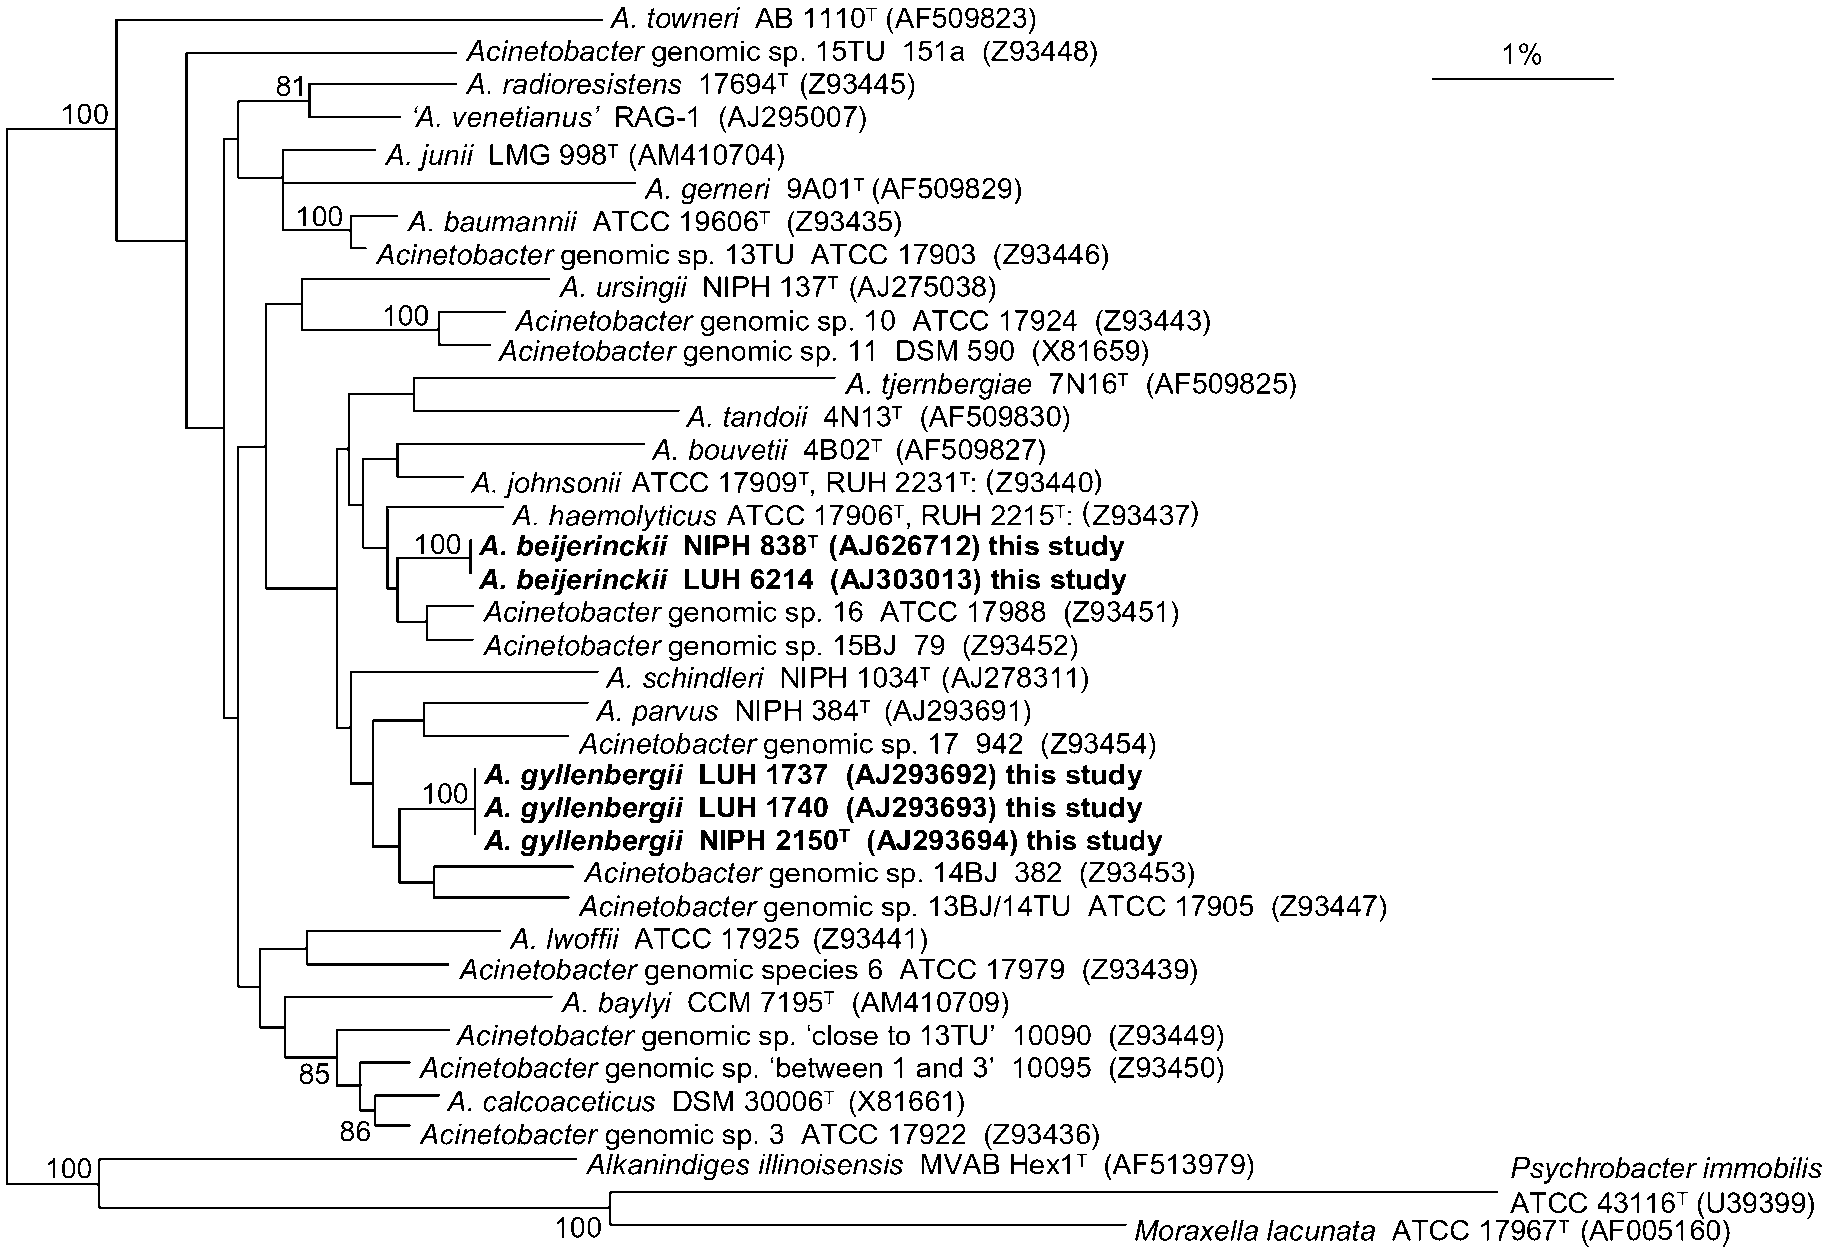 A. towneri AB 1110ᵀ (AF509823)
Acinetobacter genomic sp. 15TU 151a (Z93448)
1%
81
A. radioresistens 17694ᵀ (Z93445)
100
‘A. venetianus’ RAG-1 (AJ295007)
A. junii LMG 998ᵀ (AM410704)
A. gerneri 9A01ᵀ (AF509829)
100
A. baumannii ATCC 19606ᵀ (Z93435)
Acinetobacter genomic sp. 13TU ATCC 17903 (Z93446)
A. ursingii NIPH 137ᵀ (AJ275038)
100
Acinetobacter genomic sp. 10 ATCC 17924 (Z93443)
Acinetobacter genomic sp. 11 DSM 590 (X81659)
A. tjernbergiae 7N16ᵀ (AF509825)
A. tandoii 4N13ᵀ (AF509830)
A. bouvetii 4B02ᵀ (AF509827)
A. johnsonii ATCC 17909ᵀ, RUH 2231ᵀ: (Z93440)
A. haemolyticus ATCC 17906ᵀ, RUH 2215ᵀ: (Z93437)
100
A. beijerinckii NIPH 838ᵀ (AJ626712) this study
A. beijerinckii LUH 6214 (AJ303013) this study
Acinetobacter genomic sp. 16 ATCC 17988 (Z93451)
Acinetobacter genomic sp. 15BJ 79 (Z93452)
A. schindleri NIPH 1034ᵀ (AJ278311)
A. parvus NIPH 384ᵀ (AJ293691)
Acinetobacter genomic sp. 17 942 (Z93454)
A. gyllenbergii LUH 1737 (AJ293692) this study
100
A. gyllenbergii LUH 1740 (AJ293693) this study
A. gyllenbergii NIPH 2150ᵀ (AJ293694) this study
Acinetobacter genomic sp. 14BJ 382 (Z93453)
Acinetobacter genomic sp. 13BJ/14TU ATCC 17905 (Z93447)
A. lwoffii ATCC 17925 (Z93441)
Acinetobacter genomic species 6 ATCC 17979 (Z93439)
A. baylyi CCM 7195ᵀ (AM410709)
Acinetobacter genomic sp. ‘close to 13TU’ 10090 (Z93449)
85
Acinetobacter genomic sp. ‘between 1 and 3’ 10095 (Z93450)
A. calcoaceticus DSM 30006ᵀ (X81661)
86
Acinetobacter genomic sp. 3 ATCC 17922 (Z93436)
100
Alkanindiges illinoisensis MVAB Hex1ᵀ (AF513979)
Psychrobacter immobilis
ATCC 43116ᵀ (U39399)
100
Moraxella lacunata ATCC 17967ᵀ (AF005160)